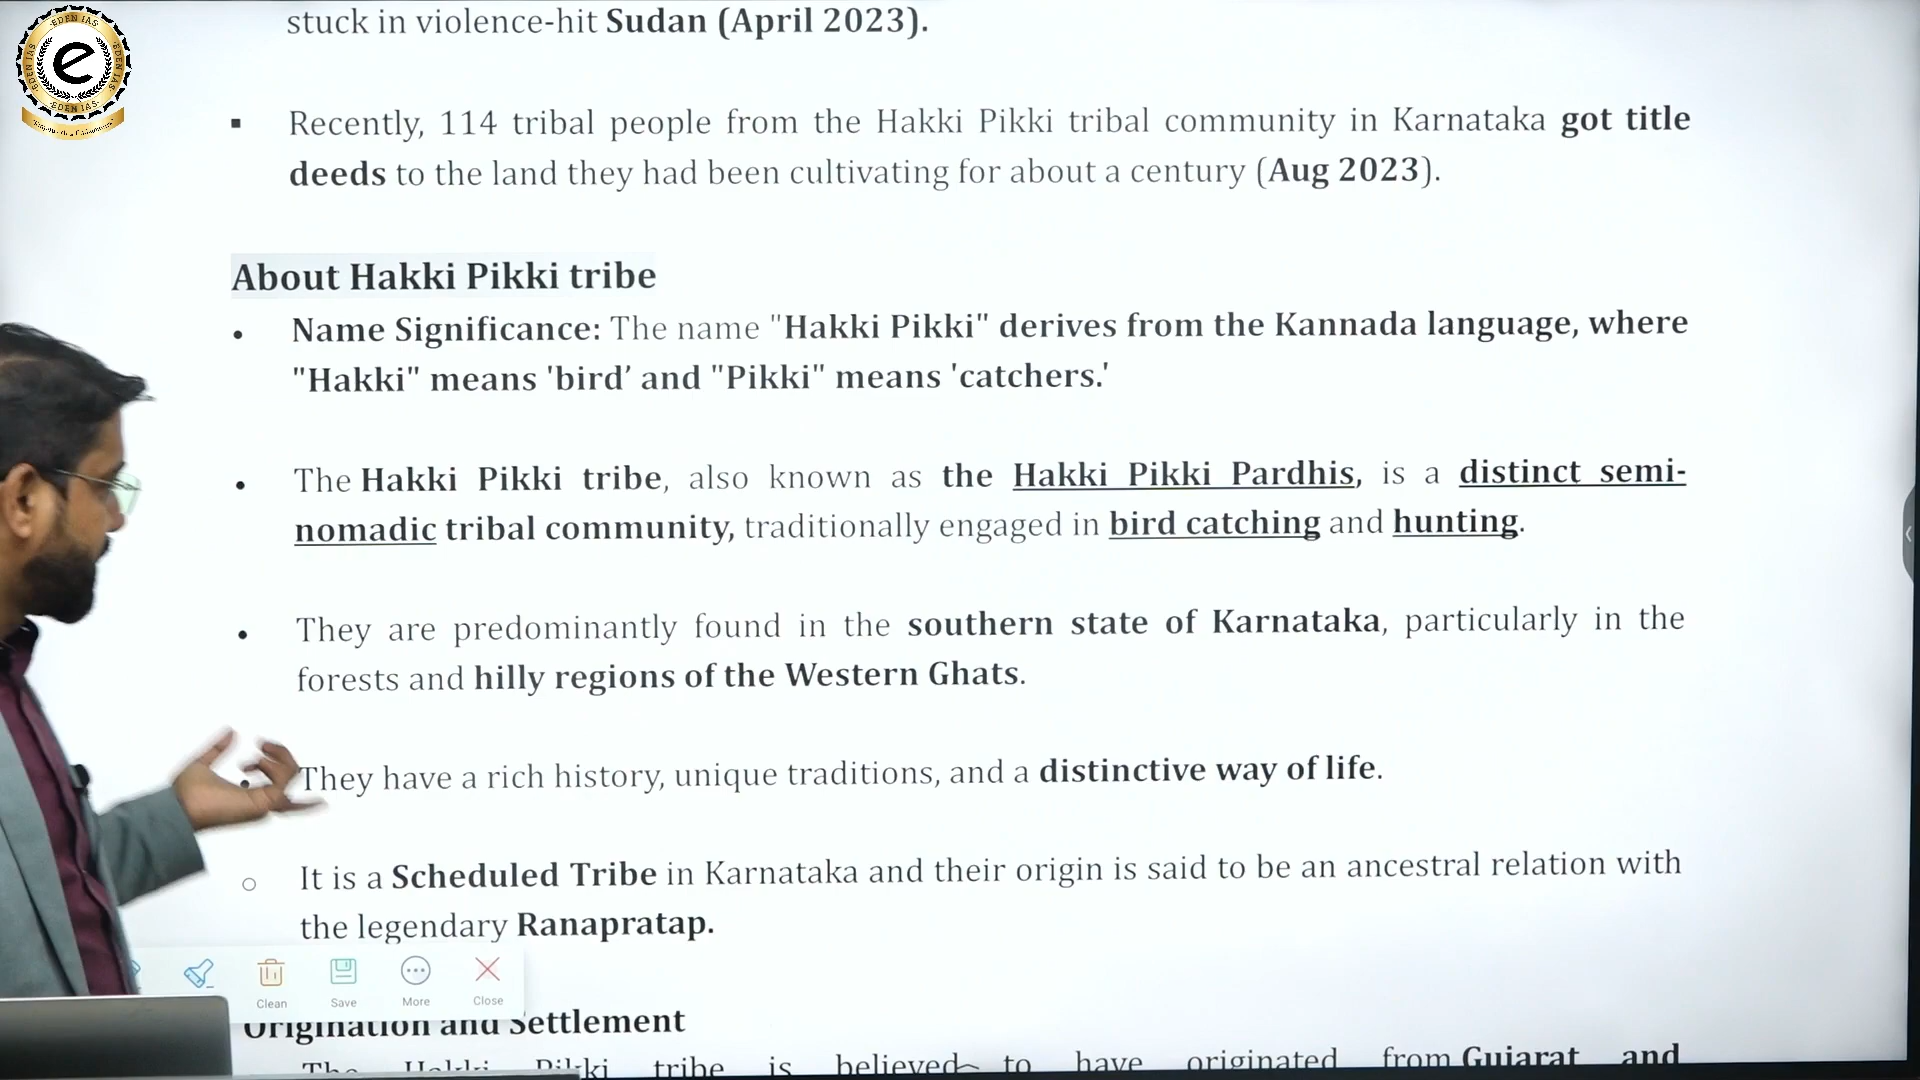 EDEN IAS
e
stuck in violence-hit Sudan (April 2023).
▪ Recently, 114 tribal people from the Hakki Pikki tribal community in Karnataka got title
deeds to the land they had been cultivating for about a century (Aug 2023).
About Hakki Pikki tribe
• Name Significance: The name "Hakki Pikki" derives from the Kannada language, where
"Hakki" means 'bird’ and "Pikki" means 'catchers.'
• The Hakki Pikki tribe, also known as the Hakki Pikki Pardhis, is a distinct semi-
nomadic tribal community, traditionally engaged in bird catching and hunting.
• They are predominantly found in the southern state of Karnataka, particularly in the
forests and hilly regions of the Western Ghats.
• They have a rich history, unique traditions, and a distinctive way of life.
○ It is a Scheduled Tribe in Karnataka and their origin is said to be an ancestral relation with
the legendary Ranapratap.
Clean Save More Close
Origination and Settlement
The Hakki Pikki tribe is believed to have originated from Gujarat and